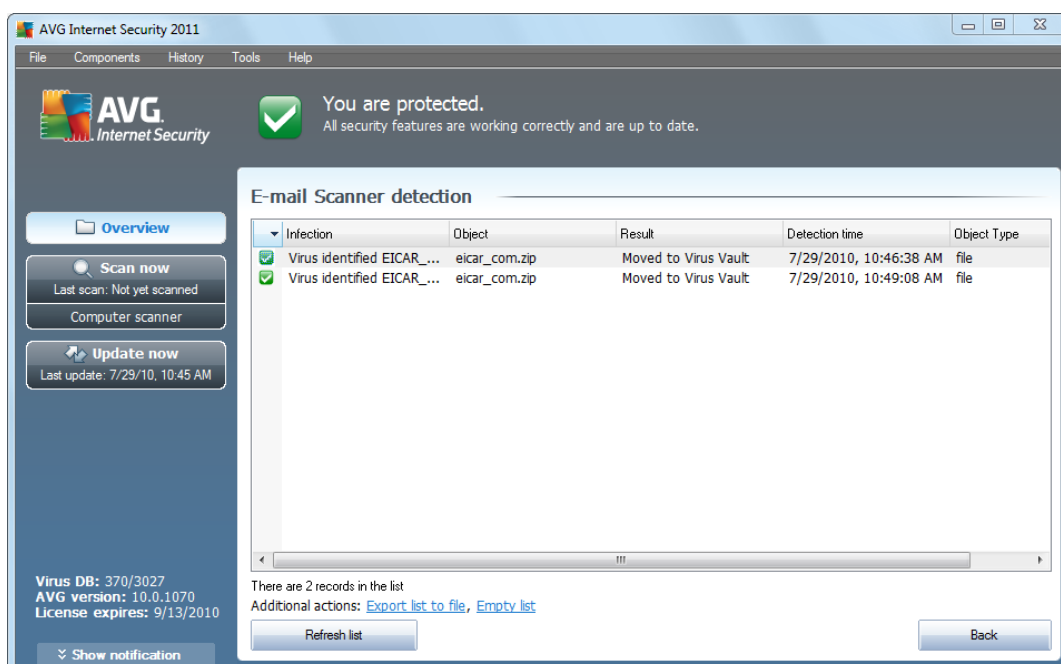 AVG Internet Security 2011
File Components History Tools Help
AVG.
Internet Security
You are protected.
All security features are working correctly and are up to date.
Overview
Scan now
Last scan: Not yet scanned
Computer scanner
Update now
Last update: 7/29/10, 10:45 AM
E-mail Scanner detection
Infection Object Result Detection time Object Type
Virus identified EICAR_... eicar_com.zip Moved to Virus Vault 7/29/2010, 10:46:38 AM file
Virus identified EICAR_... eicar_com.zip Moved to Virus Vault 7/29/2010, 10:49:08 AM file
There are 2 records in the list
Additional actions: Export list to file, Empty list
Refresh list Back
Virus DB: 370/3027
AVG version: 10.0.1070
License expires: 9/13/2010
Show notification